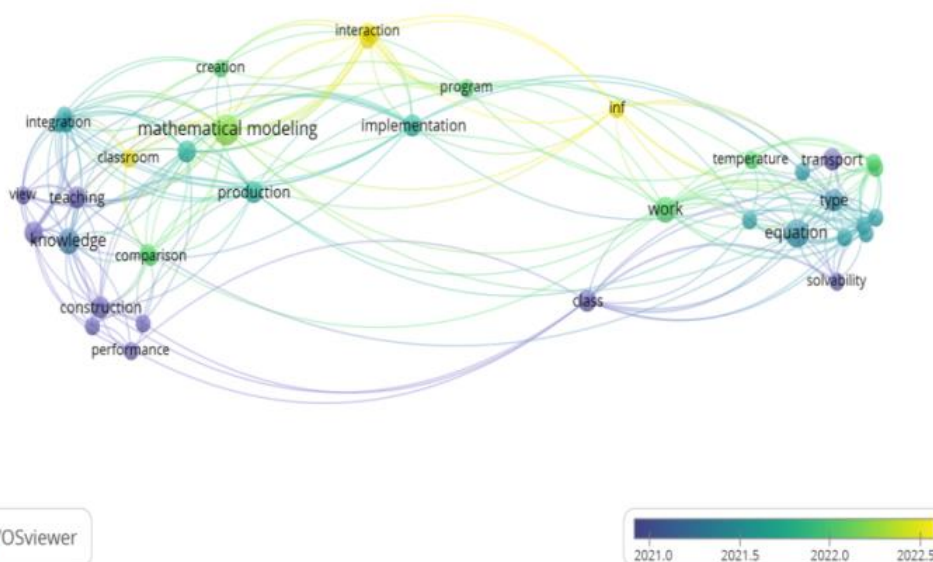 interaction
creation
program
inf
integration
mathematical modeling
implementation
classroom
temperature
transport
view
teaching
production
type
work
knowledge
equation
comparison
solvability
class
construction
performance
OSviewer
2021.0 2021.5 2022.0 2022.5